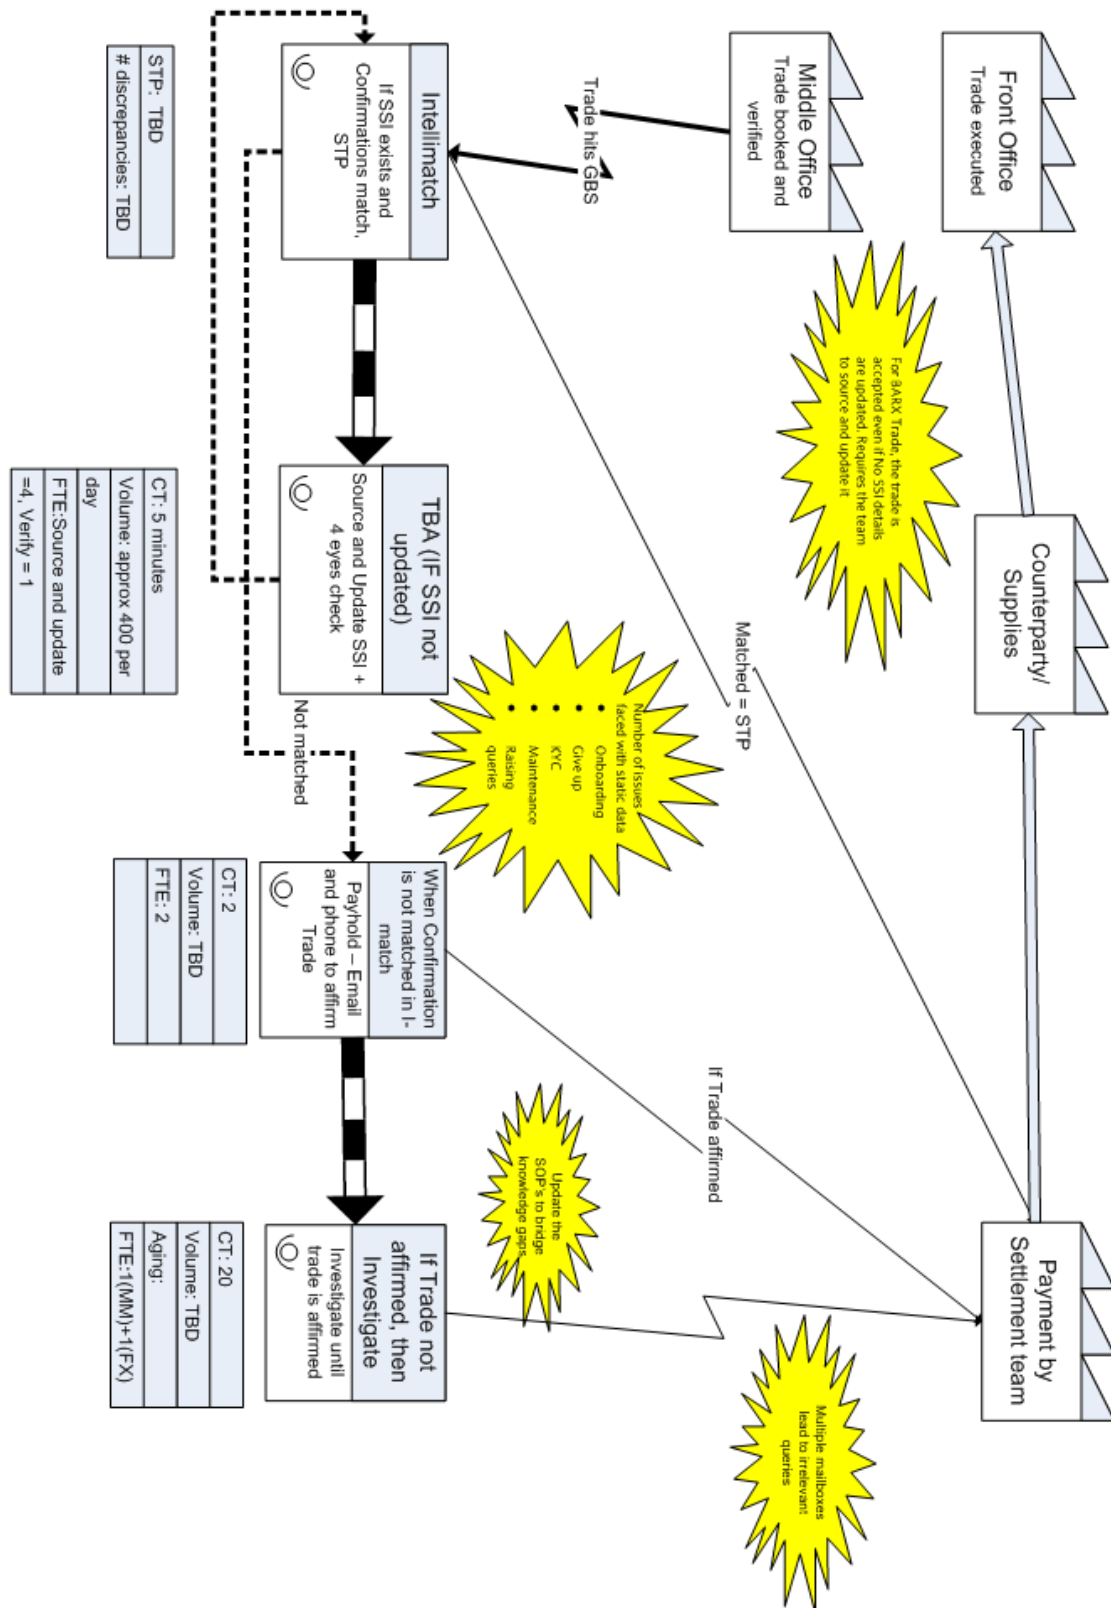 Front Office
Trade executed
Counterparty/
Supplies
Payment by
Settlement team
Middle Office
Trade booked and
verified
For BARX Trade, the trade is
accepted even if No SSI details
are updated. Requires the team
to source and update it
Matched = STP
If Trade affirmed
Multiple mailboxes
lead to irrelevant
queries
Trade hits GBS
Number of issues
faced with static data
• Onboarding
• Give up
• KYC
• Maintenance
• Raising
queries
Update the
SOP's to bridge
knowledge gaps
Intellimatch
If SSI exists and
Confirmations match,
STP
TBA (IF SSI not
updated)
Source and Update SSI +
4 eyes check
Not matched
When Confirmation
is not matched in I-
match
Payhold – Email
and phone to affirm
Trade
If Trade not
affirmed, then
Investigate
Investigate until
trade is affirmed
STP: TBD
# discrepancies: TBD
CT: 5 minutes
Volume: approx 400 per
day
FTE:Source and update
=4, Verify = 1
CT: 2
Volume: TBD
FTE: 2
CT: 20
Volume: TBD
Aging:
FTE:1(MM)+1(FX)